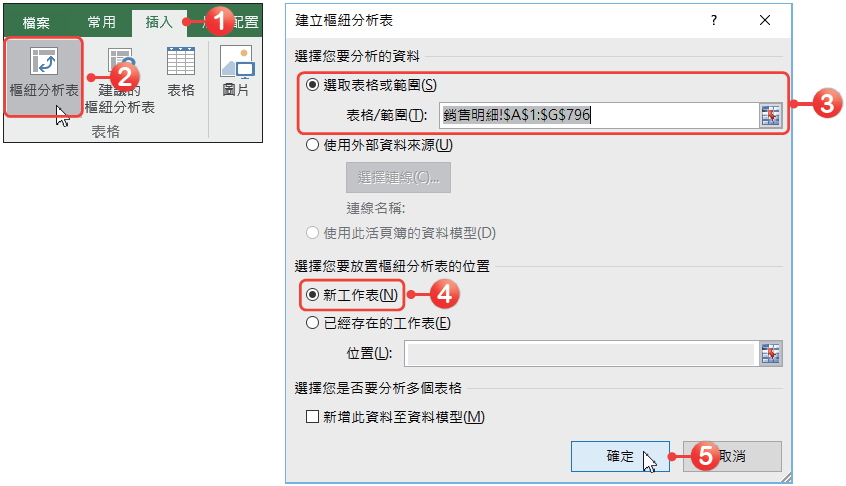 檔案 常用 插入 配置
1
樞紐分析表
2
建議的
樞紐分析表
表格
圖片
表格
建立樞紐分析表
?
選擇您要分析的資料
選取表格或範圍(S)
表格/範圍(T): 銷售明細!$A$1:$G$796
3
使用外部資料來源(U)
選擇連線(C)...
連線名稱:
使用此活頁簿的資料模型(D)
選擇您要放置樞紐分析表的位置
新工作表(N)
4
已經存在的工作表(E)
位置(L):
選擇您是否要分析多個表格
新增此資料至資料模型(M)
確定
5
取消